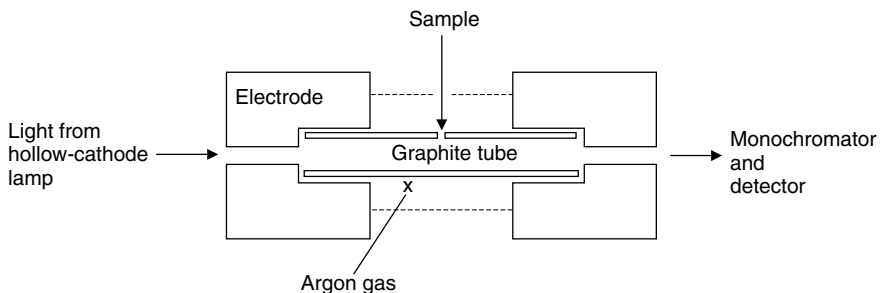 Sample
Electrode
Light from
hollow-cathode
lamp
Graphite tube
Monochromator
and
detector
x
Argon gas